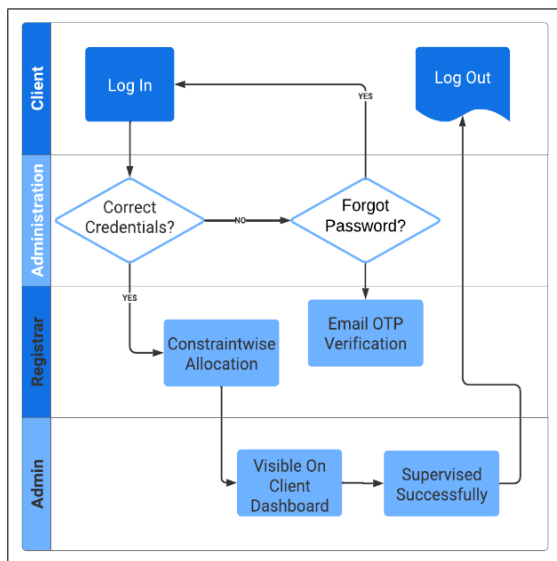 Client
Log In
YES
Log Out
Administration
Correct
Credentials?
NO
Forgot
Password?
Registrar
YES
Constraintwise
Allocation
Email OTP
Verification
Admin
Visible On
Client
Dashboard
Supervised
Successfully